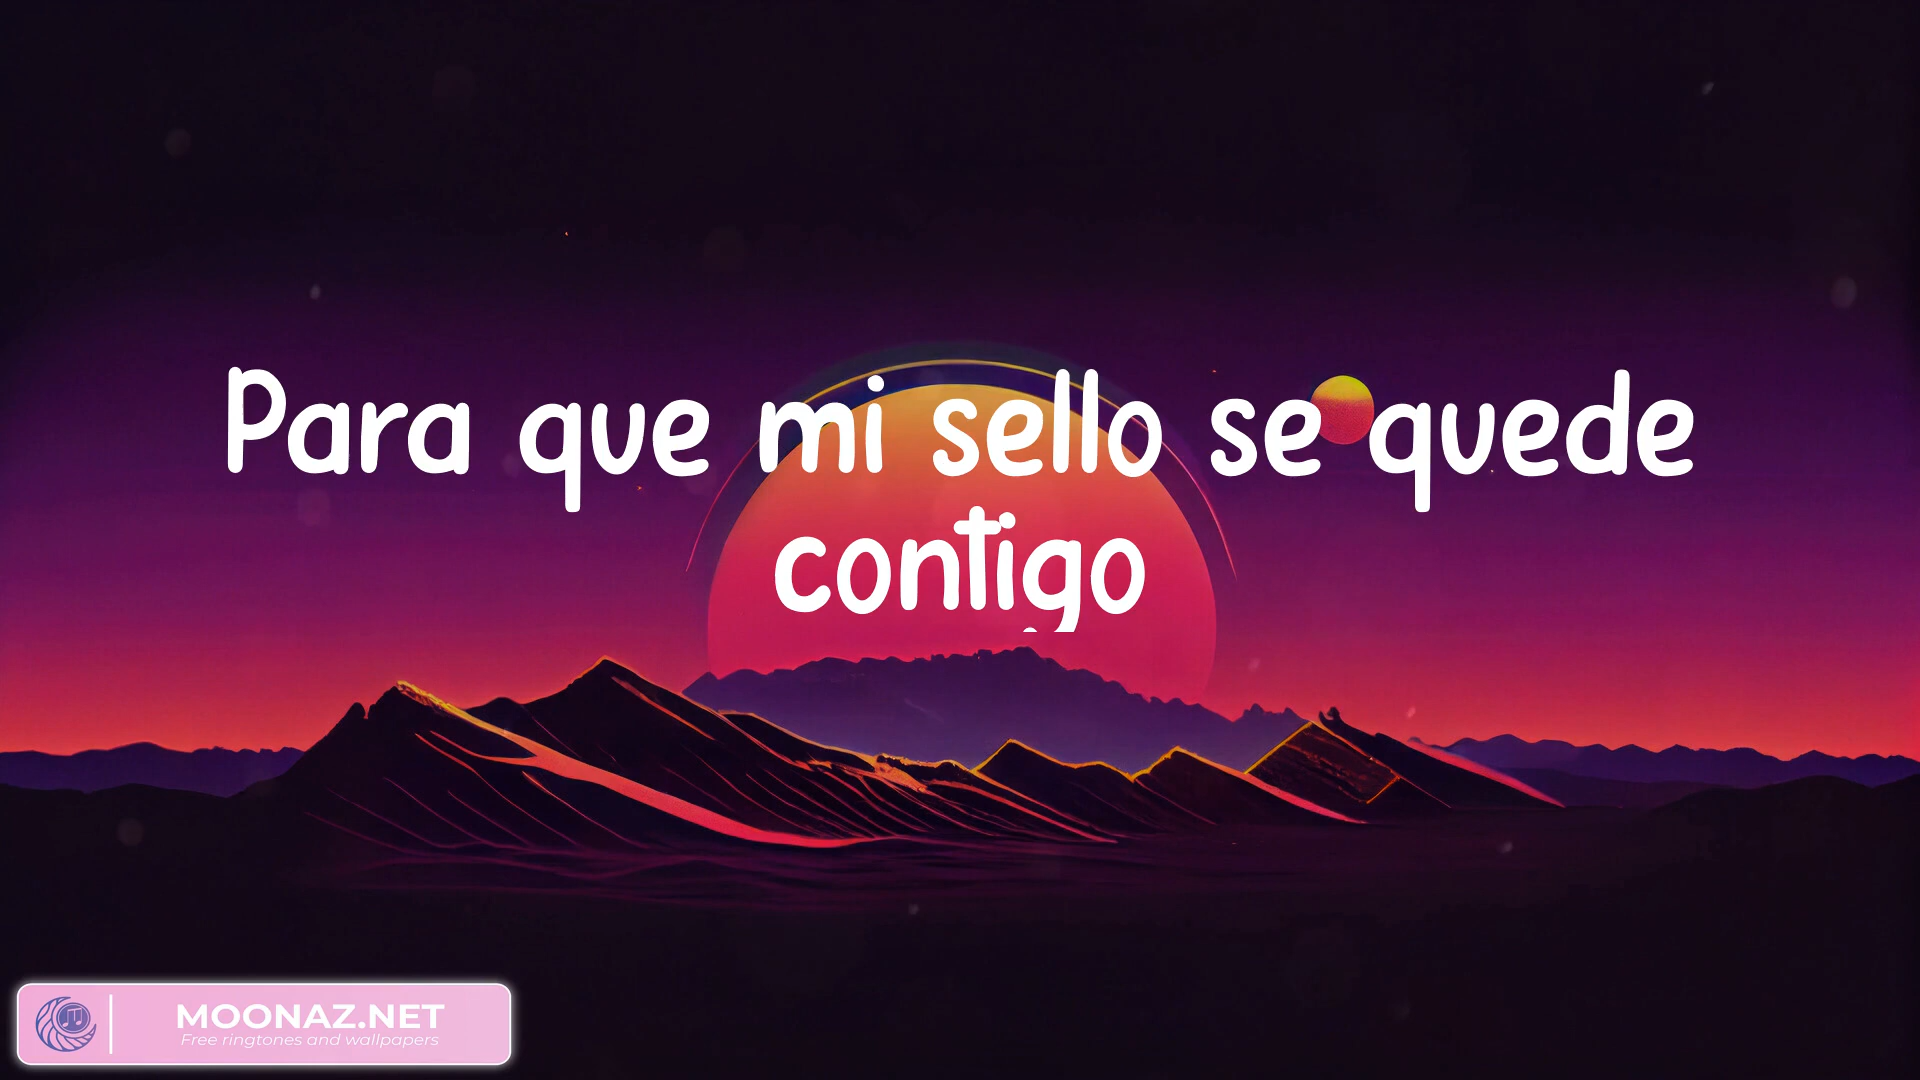 Para que mi sello se quede
contigo
MOONAZ.NET
Free ringtones and wallpapers